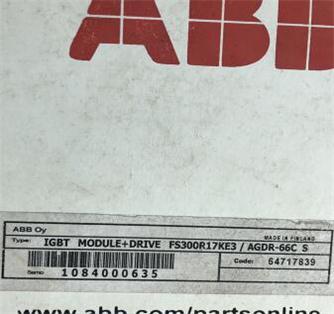 ABB
ABB Oy
MADE IN FINLAND
Type: IGBT MODULE+DRIVE FS300R17KE3 / AGDR-66C S
Code: 64717839
Serno 1084000635
www.abb.com/partsonline